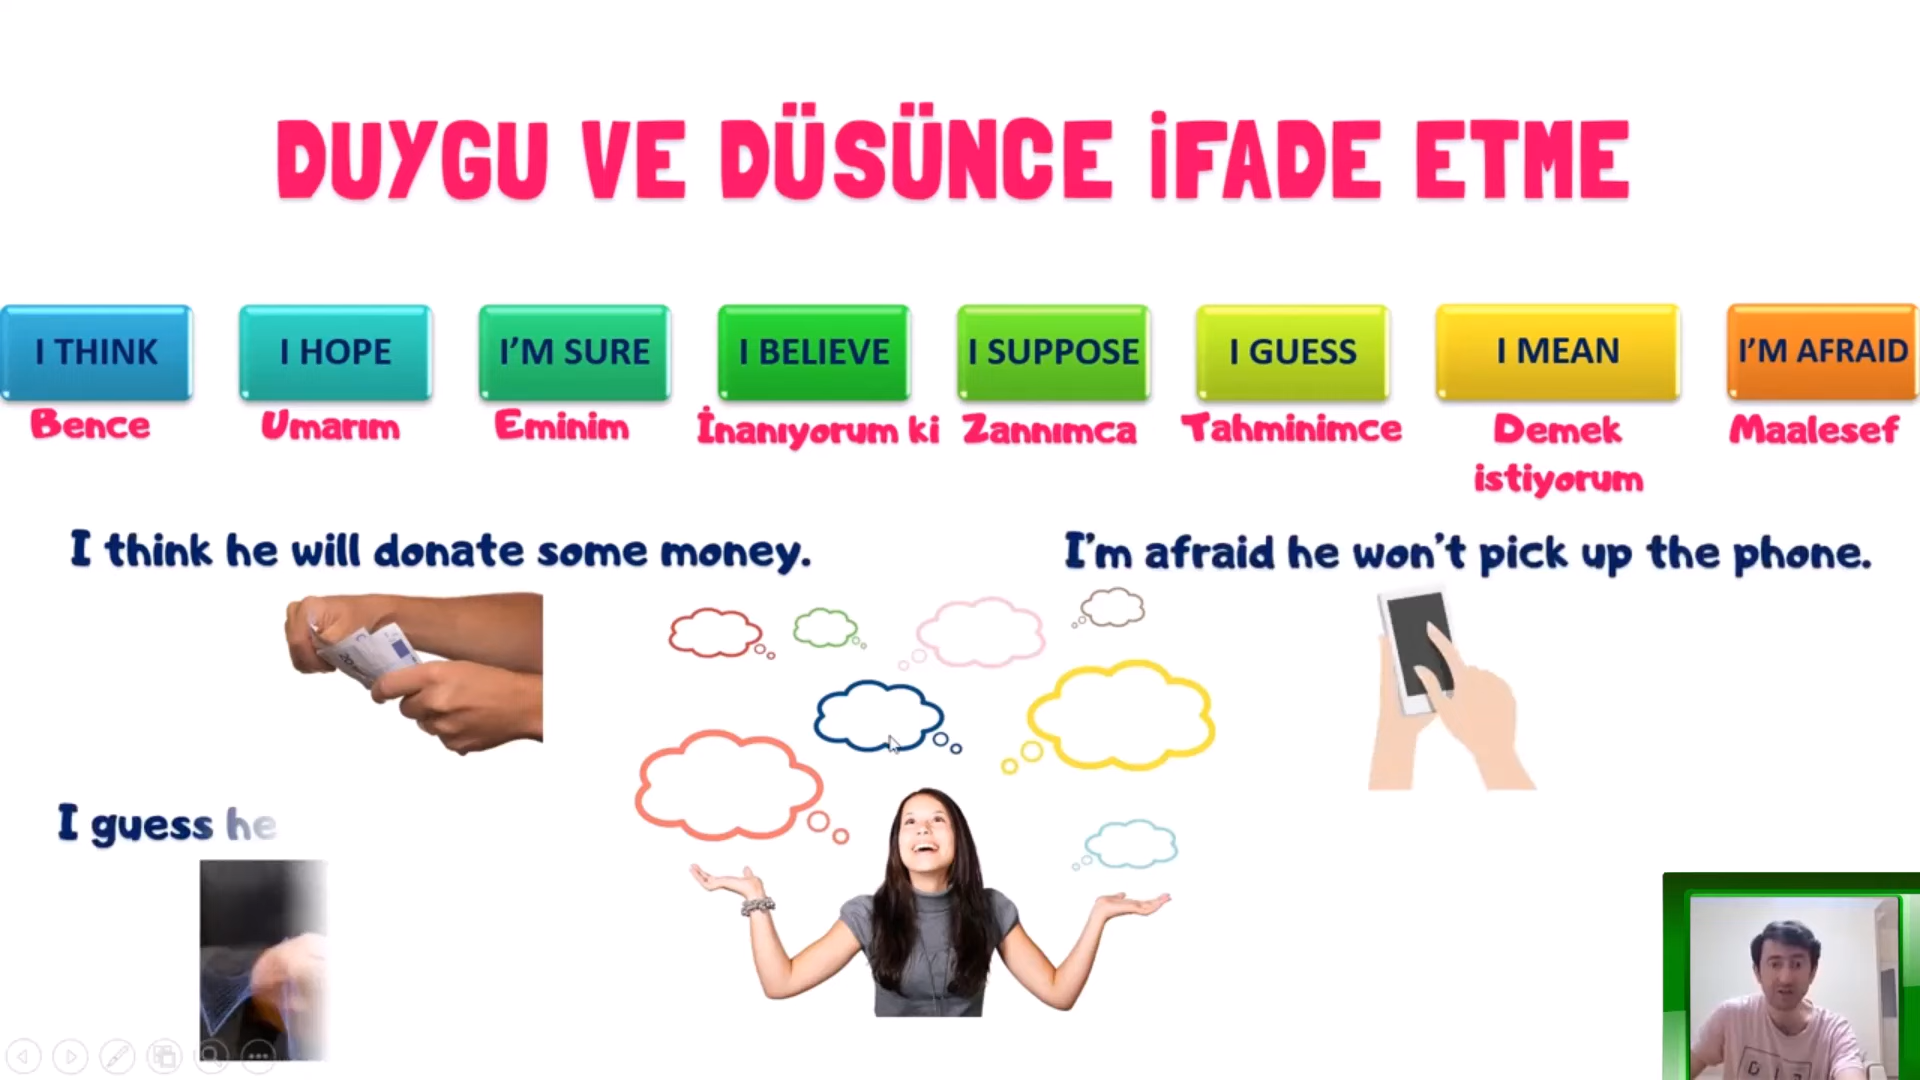 DUYGU VE DÜSÜNCE İFADE ETME
I THINK
I HOPE
I'M SURE
I BELIEVE
I SUPPOSE
I GUESS
I MEAN
I'M AFRAID
Bence
Umarım
Eminim
İnanıyorum ki
Zannımca
Tahminimce
Demek
istiyorum
Maalesef
I think he will donate some money.
I'm afraid he won't pick up the phone.
I guess he